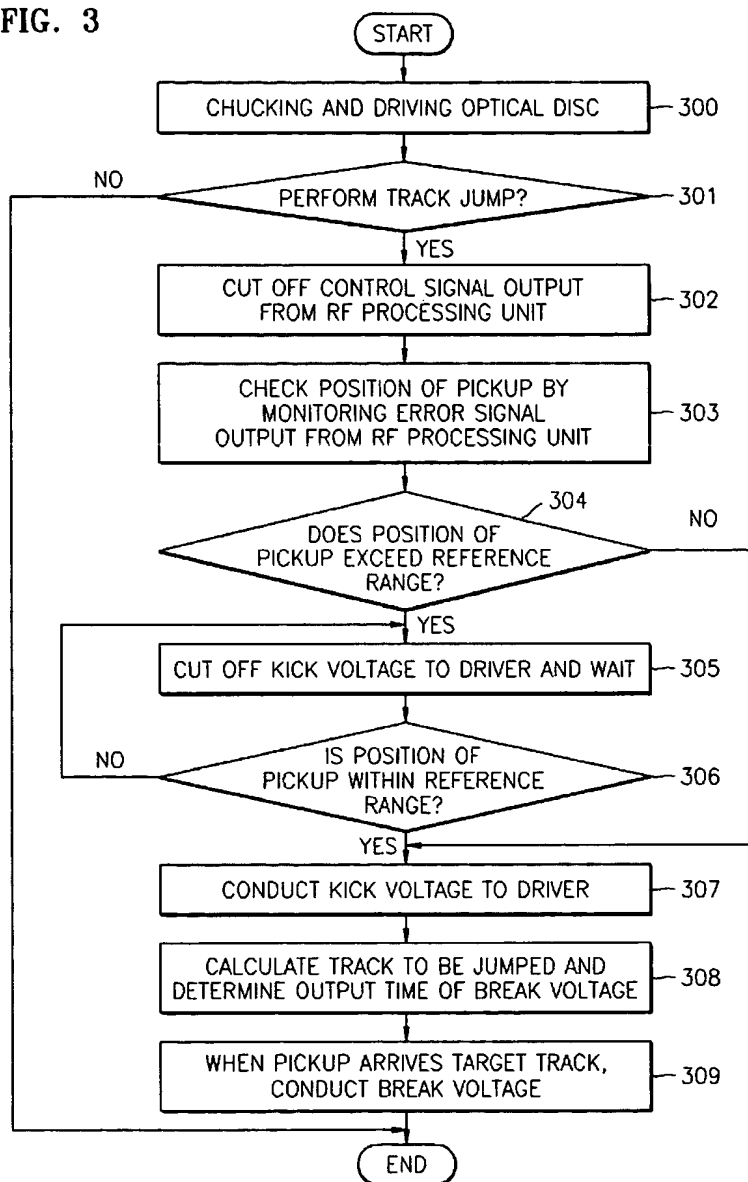 FIG. 3
START
CHUCKING AND DRIVING OPTICAL DISC
300
NO
PERFORM TRACK JUMP?
301
YES
CUT OFF CONTROL SIGNAL OUTPUT
FROM RF PROCESSING UNIT
302
CHECK POSITION OF PICKUP BY
MONITORING ERROR SIGNAL
OUTPUT FROM RF PROCESSING UNIT
303
304
NO
DOES POSITION OF
PICKUP EXCEED REFERENCE
RANGE?
YES
CUT OFF KICK VOLTAGE TO DRIVER AND WAIT
305
NO
IS POSITION OF
PICKUP WITHIN REFERENCE
RANGE?
306
YES
CONDUCT KICK VOLTAGE TO DRIVER
307
CALCULATE TRACK TO BE JUMPED AND
DETERMINE OUTPUT TIME OF BREAK VOLTAGE
308
WHEN PICKUP ARRIVES TARGET TRACK,
CONDUCT BREAK VOLTAGE
309
END